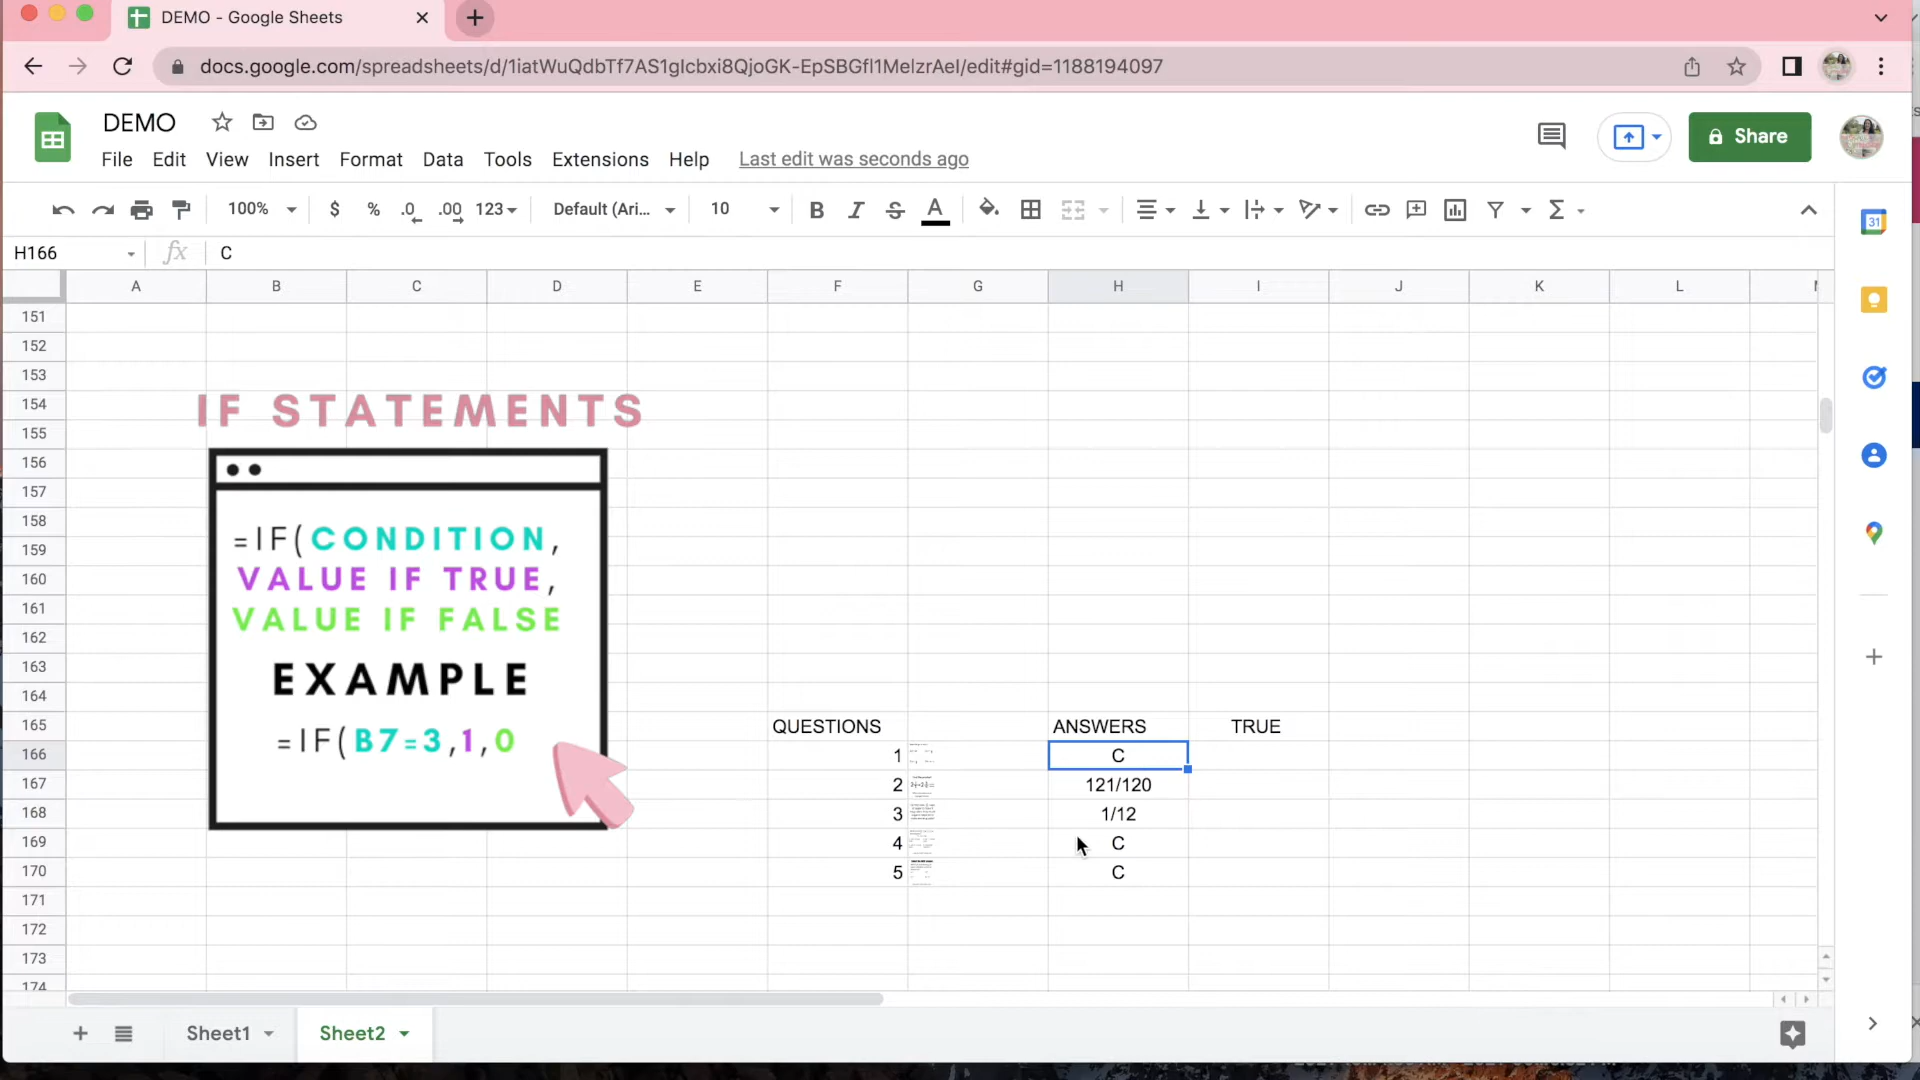 DEMO - Google Sheets
docs.google.com/spreadsheets/d/1iatWuQdbTf7AS1gIcbxi8QjoGK-EpSBGfl1MelzrAeI/edit#gid=1188194097
DEMO
File Edit View Insert Format Data Tools Extensions Help Last edit was seconds ago
Share
100% $ % .0 .00 123 Default (Ari... 10 B I S A
31
H166 fx C
A B C D E F G H I J K L
151
152
153
154
155
156
157
158
159
160
161
162
163
164
165
166
167
168
169
170
171
172
173
174
IF STATEMENTS
=IF(CONDITION,
VALUE IF TRUE,
VALUE IF FALSE
EXAMPLE
=IF(B7=3,1,0
QUESTIONS ANSWERS TRUE
1 C
2 121/120
3 1/12
4 C
5 C
Sheet1 Sheet2